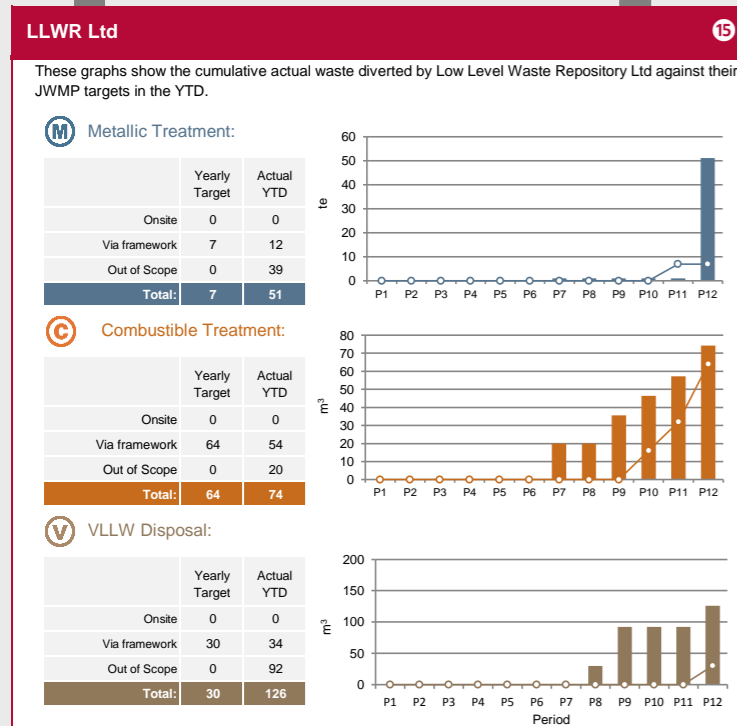 LLWR Ltd
15
These graphs show the cumulative actual waste diverted by Low Level Waste Repository Ltd against their
JWMP targets in the YTD.
M Metallic Treatment:
Yearly Target Actual YTD
Onsite 0 0
Via framework 7 12
Out of Scope 0 39
Total: 7 51
te
60
50
40
30
20
10
0
P1 P2 P3 P4 P5 P6 P7 P8 P9 P10 P11 P12
C Combustible Treatment:
Yearly Target Actual YTD
Onsite 0 0
Via framework 64 54
Out of Scope 0 20
Total: 64 74
m³
80
70
60
50
40
30
20
10
0
P1 P2 P3 P4 P5 P6 P7 P8 P9 P10 P11 P12
V VLLW Disposal:
Yearly Target Actual YTD
Onsite 0 0
Via framework 30 34
Out of Scope 0 92
Total: 30 126
m³
200
150
100
50
0
P1 P2 P3 P4 P5 P6 P7 P8 P9 P10 P11 P12
Period